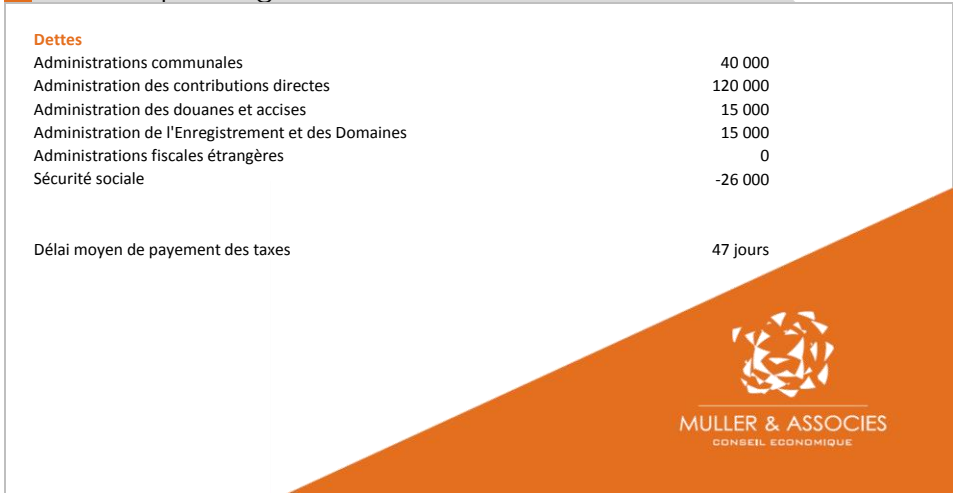 Dettes
Administrations communales 40 000
Administration des contributions directes 120 000
Administration des douanes et accises 15 000
Administration de l'Enregistrement et des Domaines 15 000
Administrations fiscales étrangères 0
Sécurité sociale -26 000
Délai moyen de payement des taxes 47 jours
MULLER & ASSOCIES
CONSEIL ECONOMIQUE